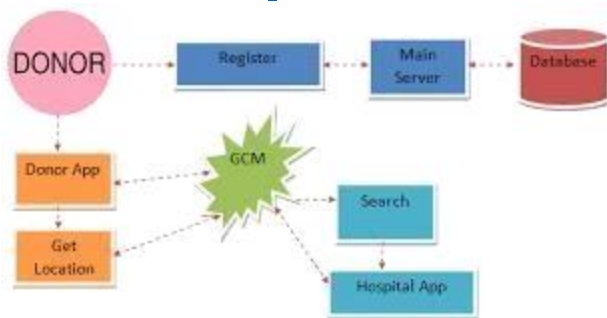 DONOR
Register
Main
Server
Database
Donor App
GCM
Search
Get
Location
Hospital App